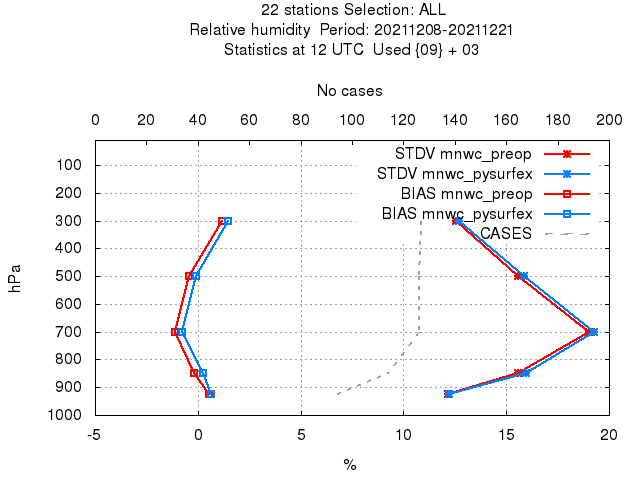 22 stations Selection: ALL
Relative humidity  Period: 20211208-20211221
Statistics at 12 UTC  Used {09} + 03
No cases
0 20 40 60 80 100 120 140 160 180 200
STDV mnwc_preop
STDV mnwc_pysurfex
BIAS mnwc_preop
BIAS mnwc_pysurfex
CASES
hPa
100
200
300
400
500
600
700
800
900
1000
-5 0 5 10 15 20
%